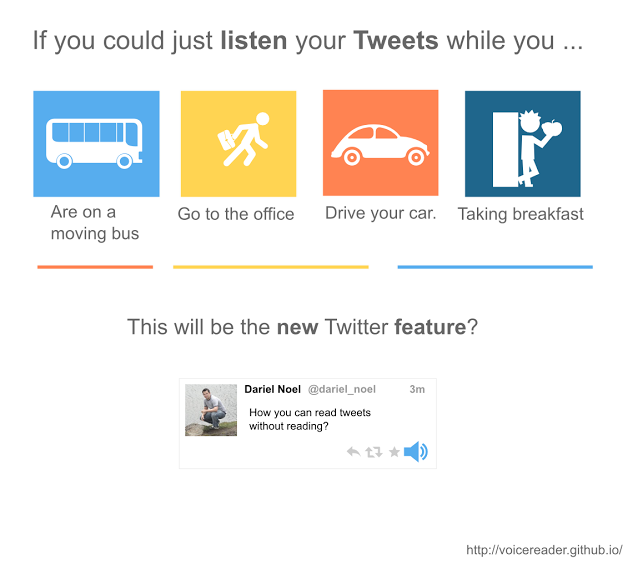 If you could just listen your Tweets while you ...
Are on a
moving bus
Go to the office
Drive your car.
Taking breakfast
This will be the new Twitter feature?
Dariel Noel @dariel_noel 3m
How you can read tweets
without reading?
http://voicereader.github.io/